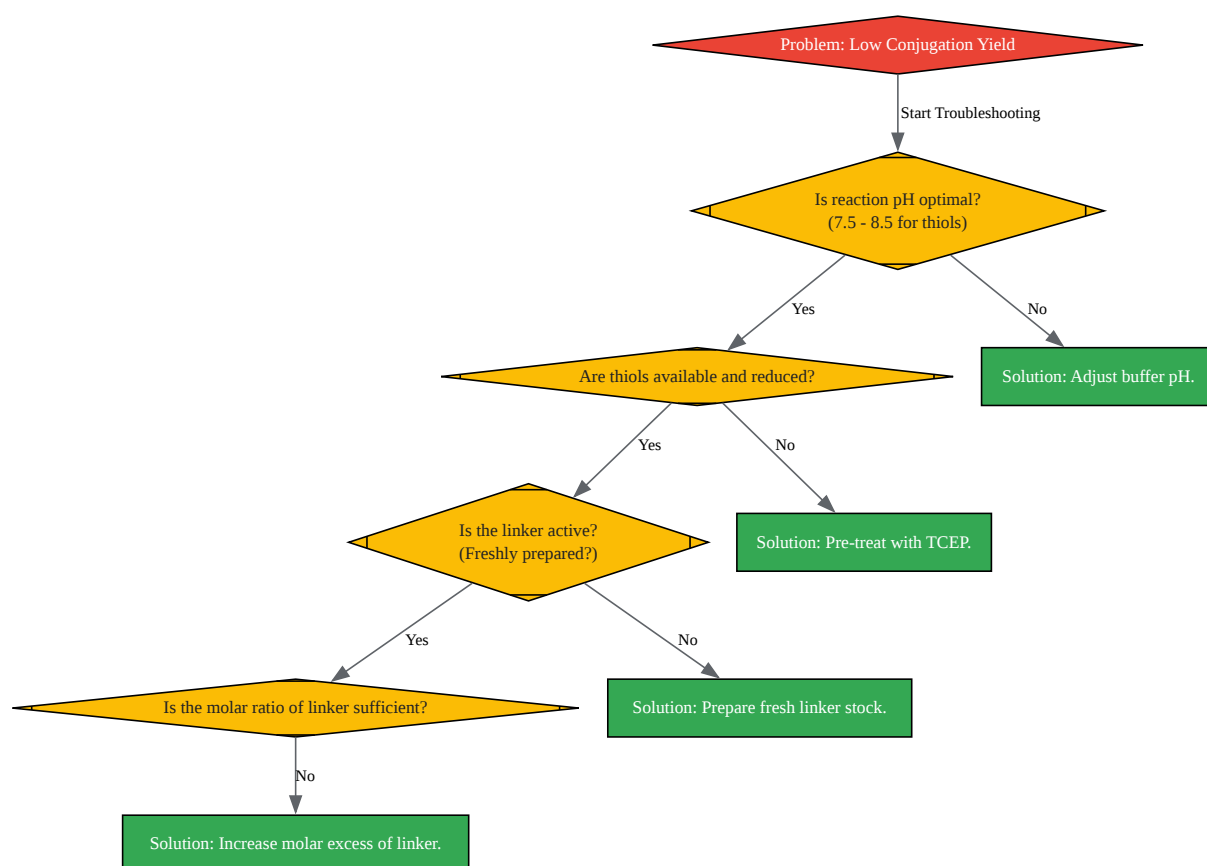 Problem: Low Conjugation Yield
Start Troubleshooting
Is reaction pH optimal?
(7.5 - 8.5 for thiols)
Yes
No
Are thiols available and reduced?
Solution: Adjust buffer pH.
Yes
No
Is the linker active?
(Freshly prepared?)
Solution: Pre-treat with TCEP.
Yes
No
Is the molar ratio of linker sufficient?
Solution: Prepare fresh linker stock.
No
Solution: Increase molar excess of linker.